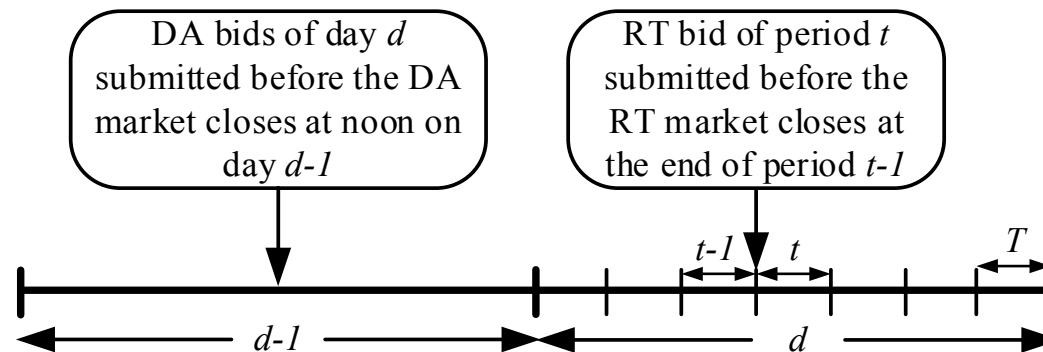 DA bids of day d
submitted before the DA
market closes at noon on
day d-1
RT bid of period t
submitted before the
RT market closes at
the end of period t-1
t-1
t
T
d-1
d